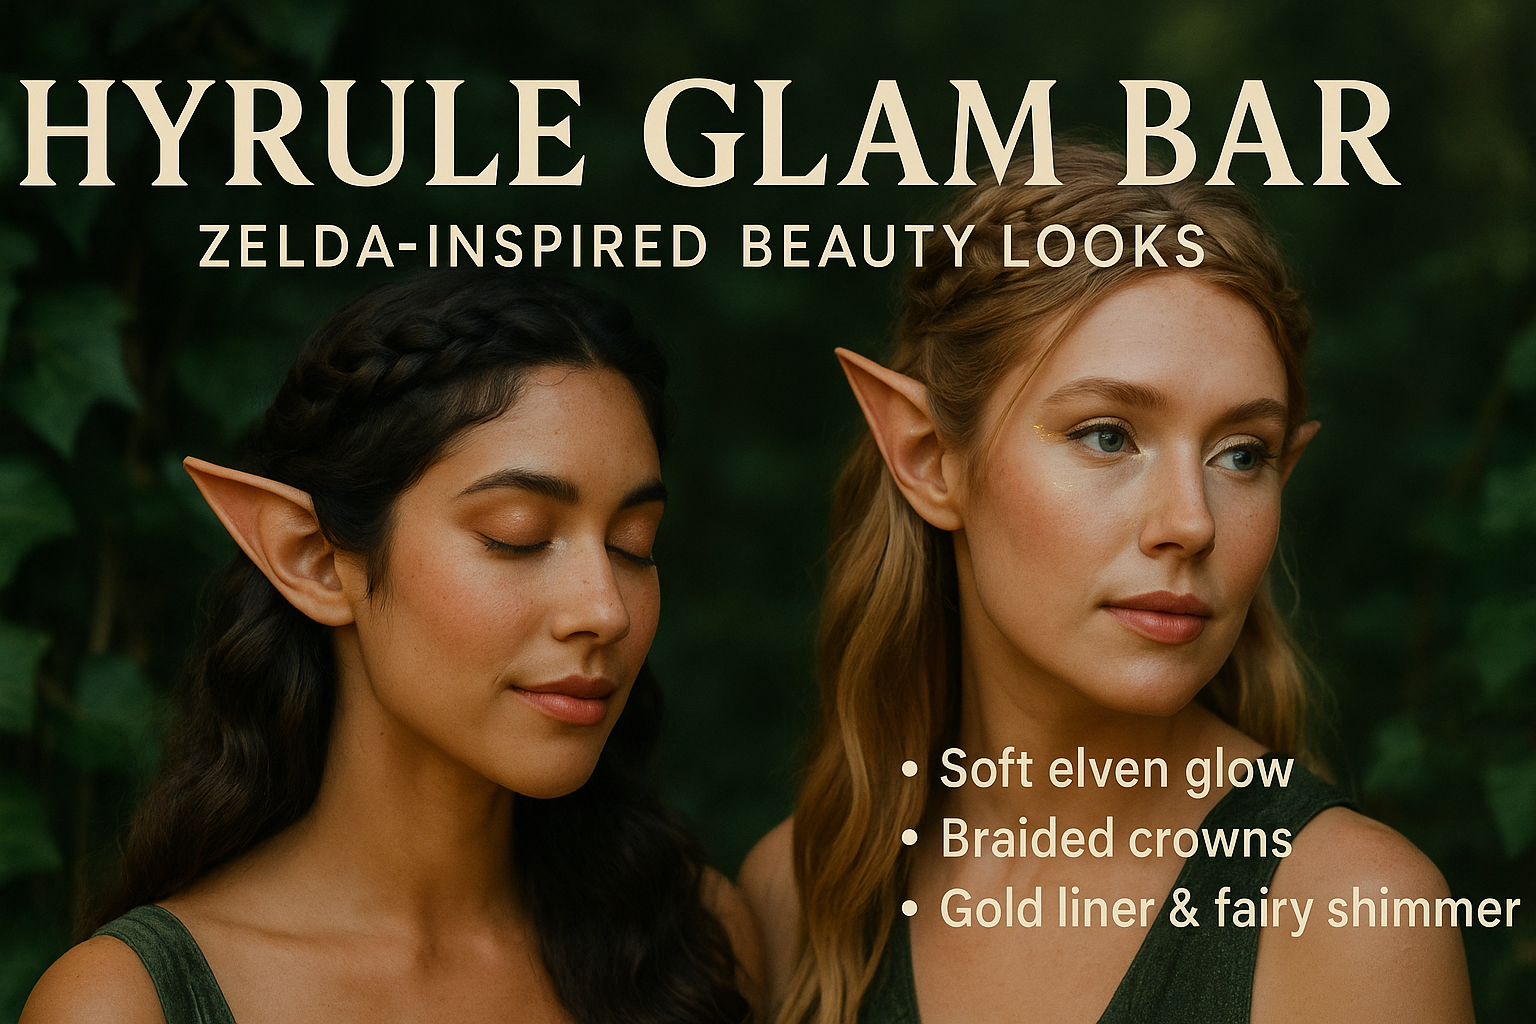 HYRULE GLAM BAR
ZELDA-INSPIRED BEAUTY LOOKS
• Soft elven glow
• Braided crowns
• Gold liner & fairy shimmer